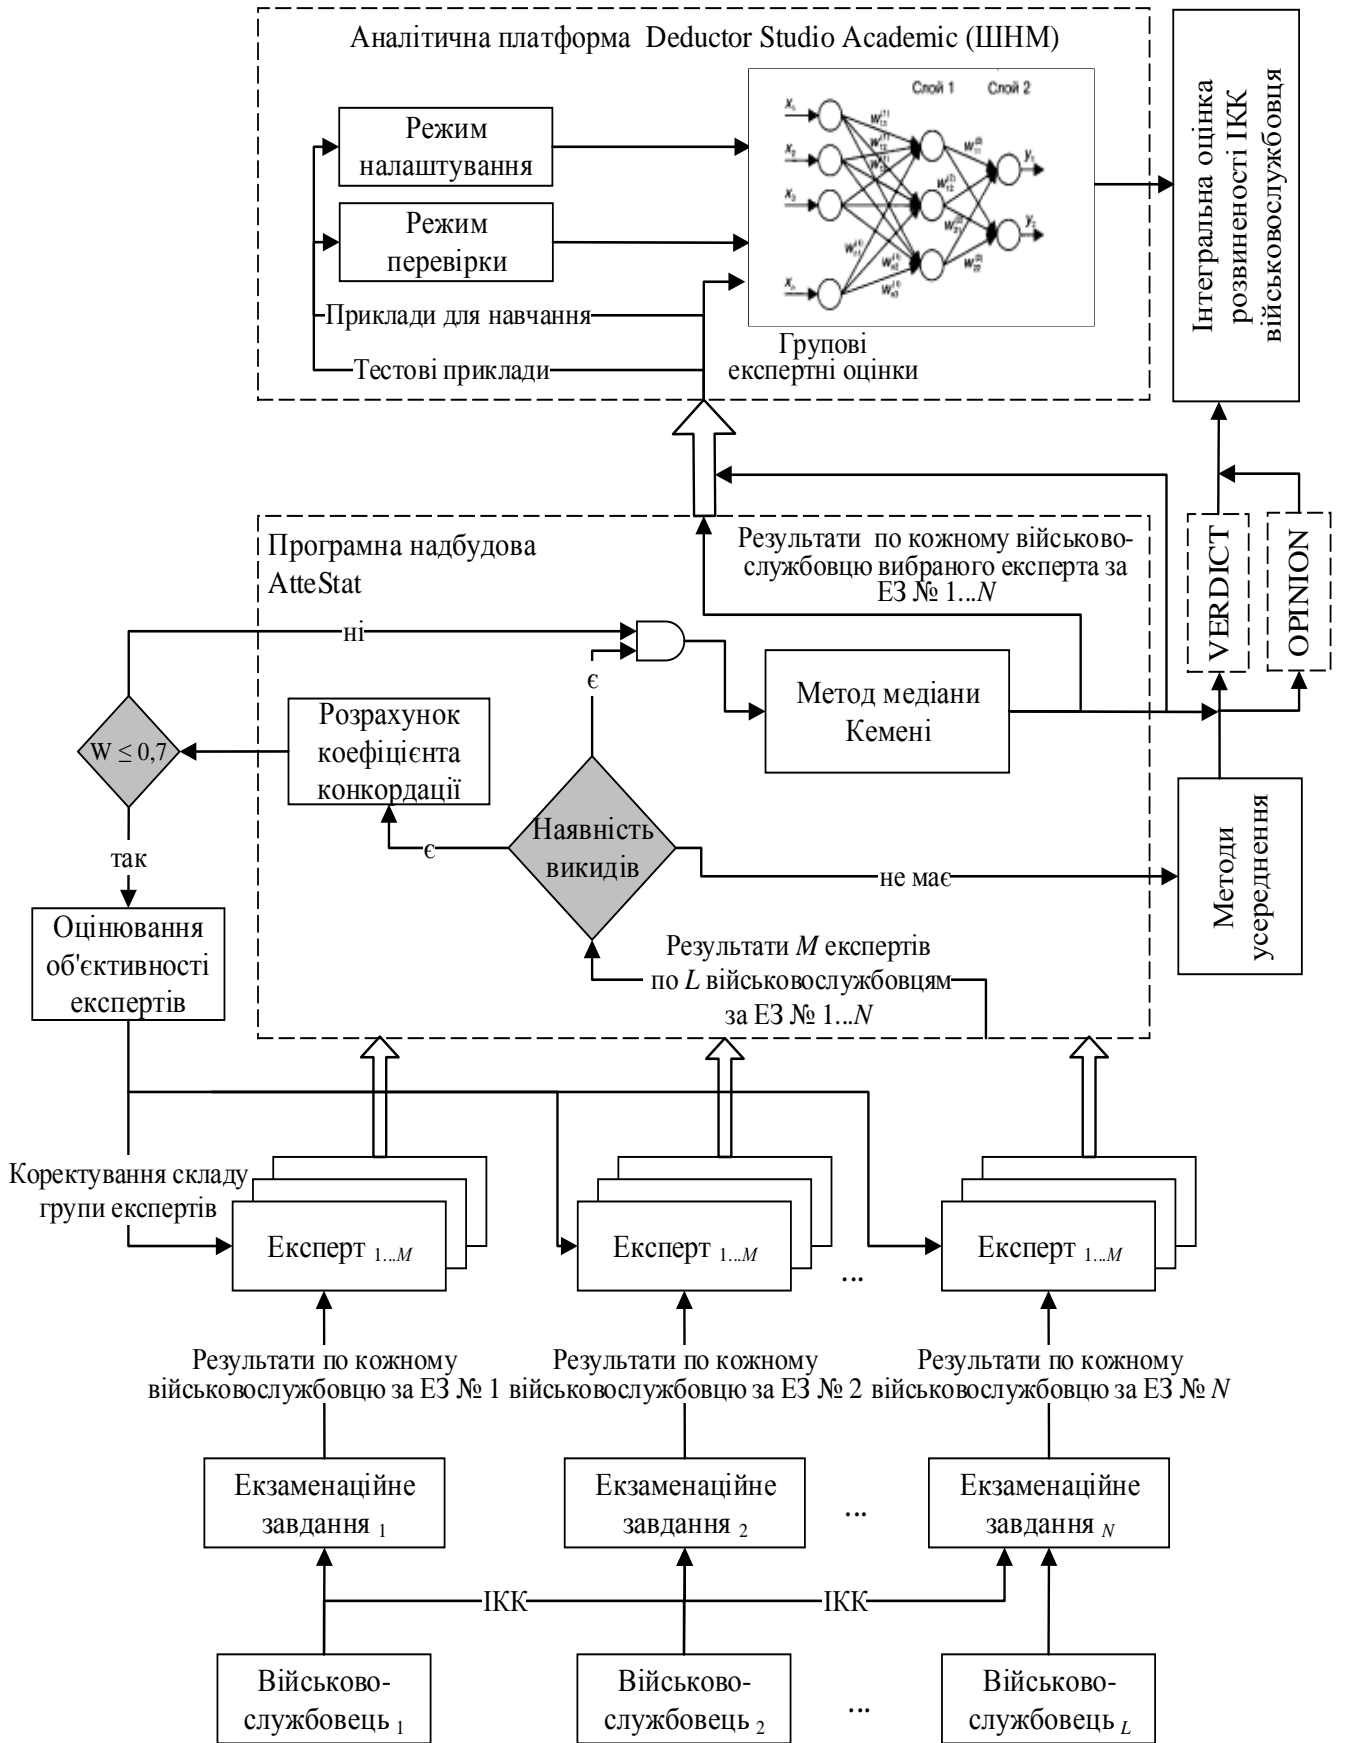 Аналітична платформа Deductor Studio Academic (ШНМ)
Слой 1
Слой 2
Режим
налаштування
Режим
перевірки
Приклади для навчання
Тестові приклади
Групові
експертні оцінки
Інтегральна оцінка
розвиненості ІКК
військовослужбовця
Програмна надбудова
AtteStat
Результати по кожному військово-
службовцю вибраного експерта за
ЕЗ № 1...N
VERDICT
OPINION
ні
є
Метод медіани
Кемені
Розрахунок
коефіцієнта
конкордації
W ≤ 0,7
Наявність
викидів
є
не має
Методи
усереднення
так
Оцінювання
об'єктивності
експертів
Результати M експертів
по L військовослужбовцям
за ЕЗ № 1...N
Коректування складу
групи експертів
Експерт 1...M
Експерт 1...M
...
Експерт 1...M
Результати по кожному
військовослужбовцю за ЕЗ № 1
Результати по кожному
військовослужбовцю за ЕЗ № 2
Результати по кожному
військовослужбовцю за ЕЗ № N
Екзаменаційне
завдання 1
Екзаменаційне
завдання 2
...
Екзаменаційне
завдання N
ІКК
ІКК
Військово-
службовець 1
Військово-
службовець 2
...
Військово-
службовець L